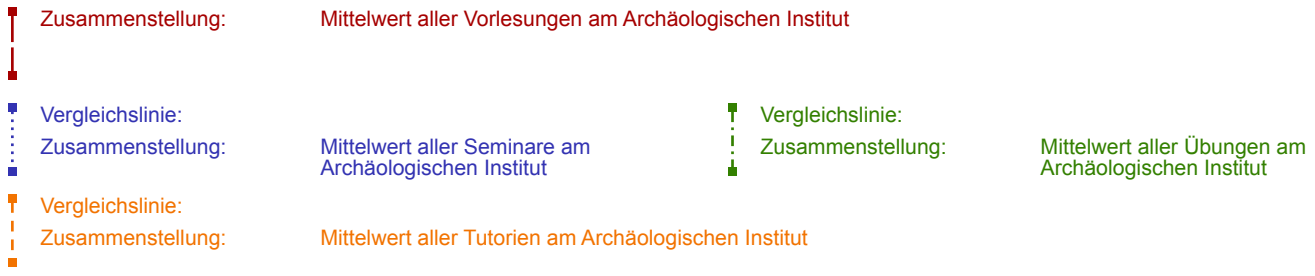 Zusammenstellung: Mittelwert aller Vorlesungen am Archäologischen Institut
Vergleichslinie:
Zusammenstellung: Mittelwert aller Seminare am
Archäologischen Institut
Vergleichslinie:
Zusammenstellung: Mittelwert aller Übungen am
Archäologischen Institut
Vergleichslinie:
Zusammenstellung: Mittelwert aller Tutorien am Archäologischen Institut